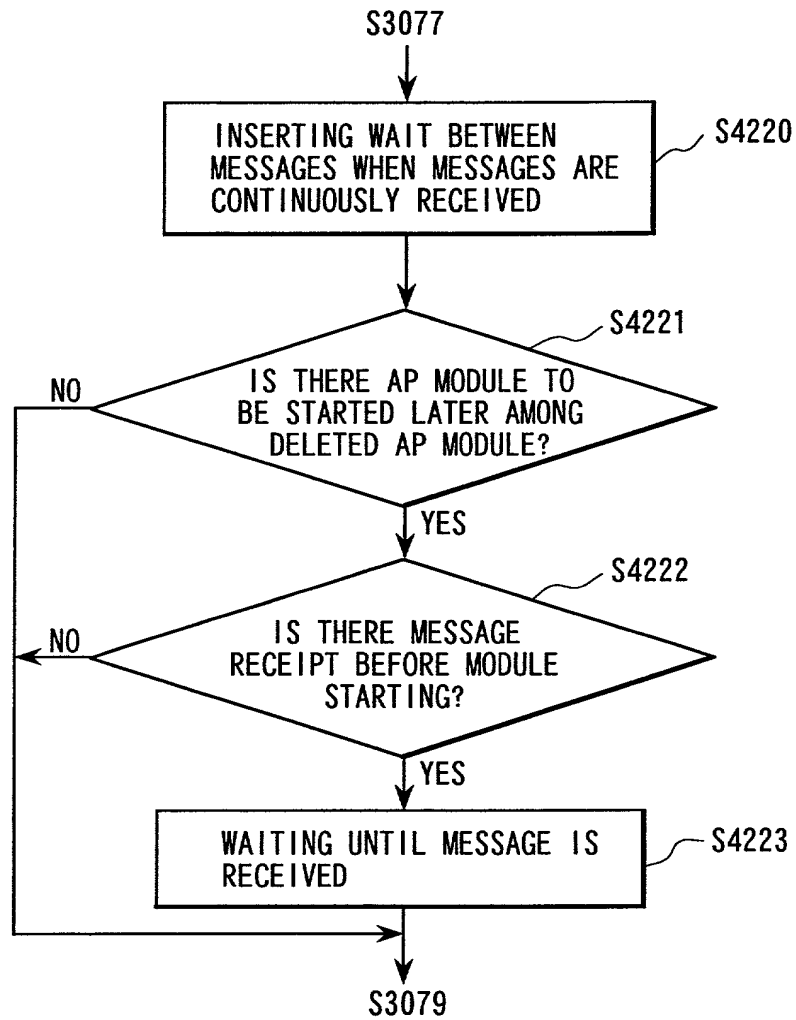 S3077
INSERTING WAIT BETWEEN
MESSAGES WHEN MESSAGES ARE
CONTINUOUSLY RECEIVED
S4220
S4221
IS THERE AP MODULE TO
BE STARTED LATER AMONG
DELETED AP MODULE?
NO
YES
S4222
IS THERE MESSAGE
RECEIPT BEFORE MODULE
STARTING?
NO
YES
WAITING UNTIL MESSAGE IS
RECEIVED
S4223
S3079